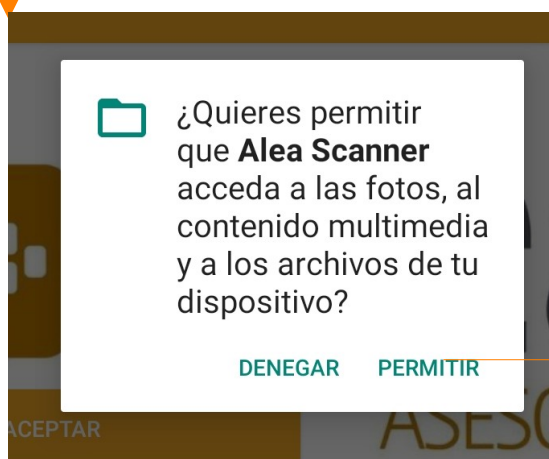 ¿Quieres permitir
que Alea Scanner
acceda a las fotos, al
contenido multimedia
y a los archivos de tu
dispositivo?
DENEGAR PERMITIR
ACEPTAR